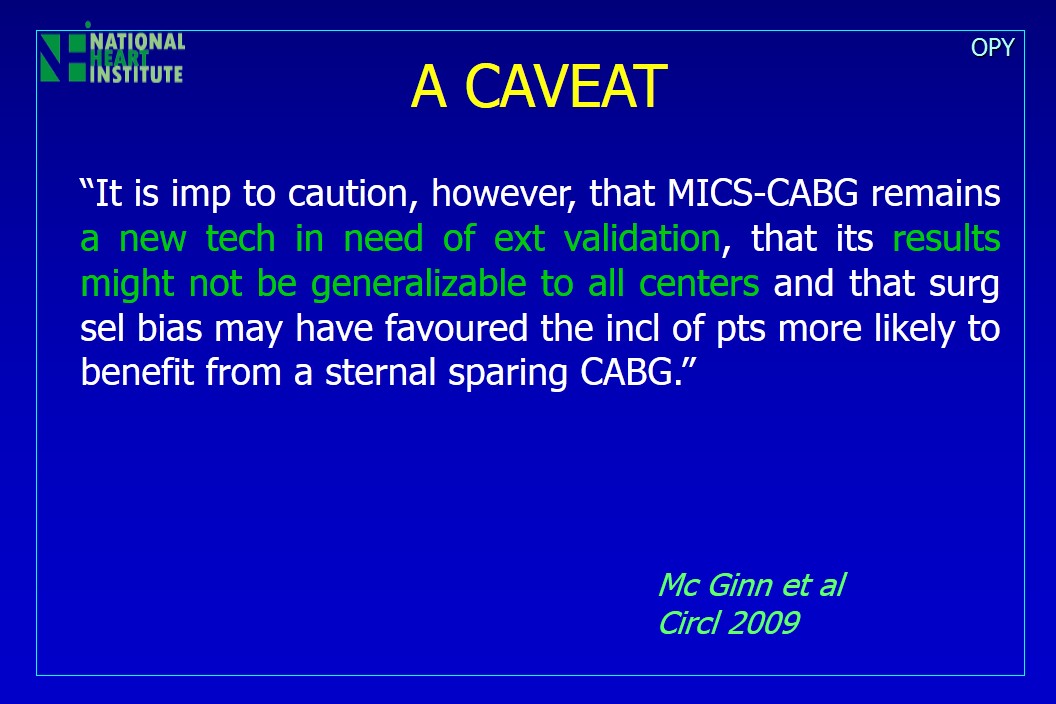 NATIONAL
HEART
INSTITUTE
OPY
A CAVEAT
“It is imp to caution, however, that MICS-CABG remains
a new tech in need of ext validation, that its results
might not be generalizable to all centers and that surg
sel bias may have favoured the incl of pts more likely to
benefit from a sternal sparing CABG.”
Mc Ginn et al
Circl 2009